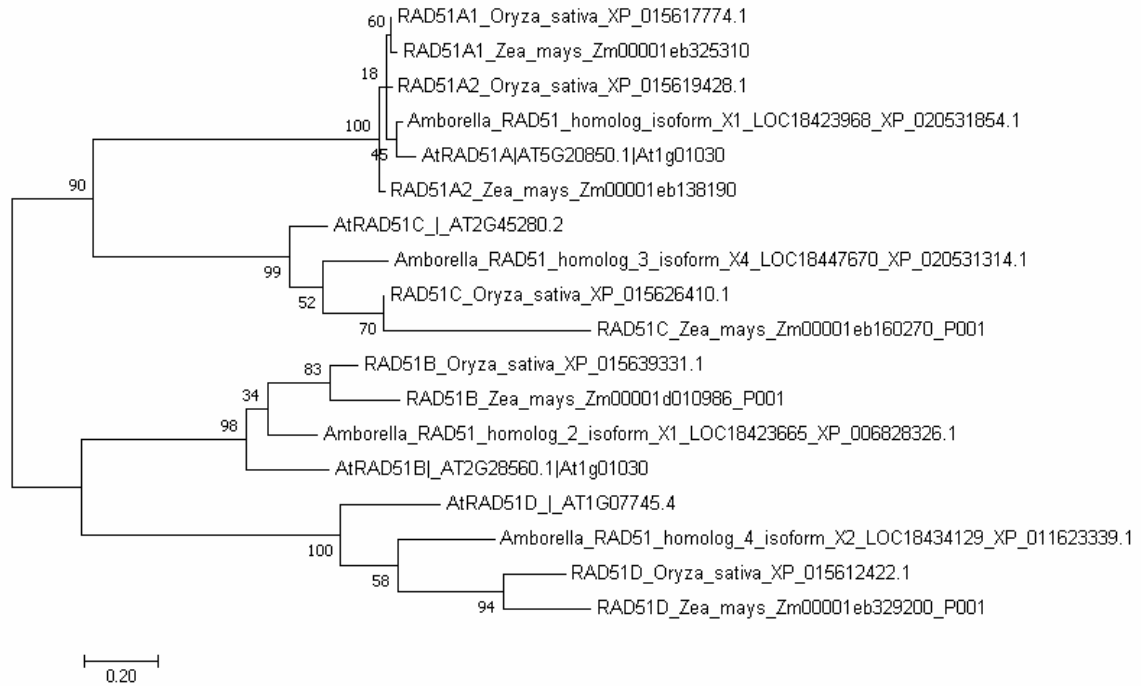 60
RAD51A1_Oryza_sativa_XP_015617774.1
RAD51A1_Zea_mays_Zm00001eb325310
18
RAD51A2_Oryza_sativa_XP_015619428.1
Amborella_RAD51_homolog_isoform_X1_LOC18423968_XP_020531854.1
100
45
AtRAD51A|AT5G20850.1|At1g01030
RAD51A2_Zea_mays_Zm00001eb138190
90
AtRAD51C_|_AT2G45280.2
Amborella_RAD51_homolog_3_isoform_X4_LOC18447670_XP_020531314.1
99
52
RAD51C_Oryza_sativa_XP_015626410.1
70
RAD51C_Zea_mays_Zm00001eb160270_P001
83
RAD51B_Oryza_sativa_XP_015639331.1
34
RAD51B_Zea_mays_Zm00001d010986_P001
98
Amborella_RAD51_homolog_2_isoform_X1_LOC18423665_XP_006828326.1
AtRAD51B|_AT2G28560.1|At1g01030
AtRAD51D_|_AT1G07745.4
100
Amborella_RAD51_homolog_4_isoform_X2_LOC18434129_XP_011623339.1
58
RAD51D_Oryza_sativa_XP_015612422.1
94
RAD51D_Zea_mays_Zm00001eb329200_P001
0.20